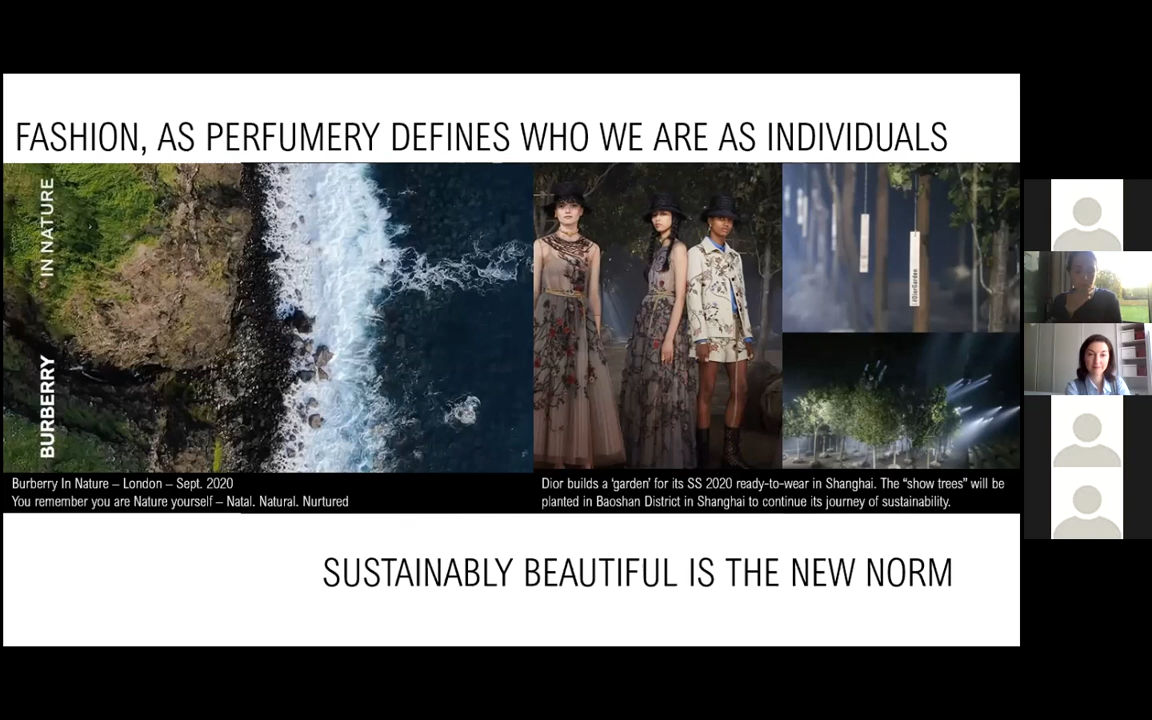 FASHION, AS PERFUMERY DEFINES WHO WE ARE AS INDIVIDUALS
BURBERRY IN NATURE
#DiorGarden
Burberry In Nature – London – Sept. 2020
You remember you are Nature yourself – Natal. Natural. Nurtured
Dior builds a ‘garden’ for its SS 2020 ready-to-wear in Shanghai. The “show trees” will be
planted in Baoshan District in Shanghai to continue its journey of sustainability.
SUSTAINABLY BEAUTIFUL IS THE NEW NORM